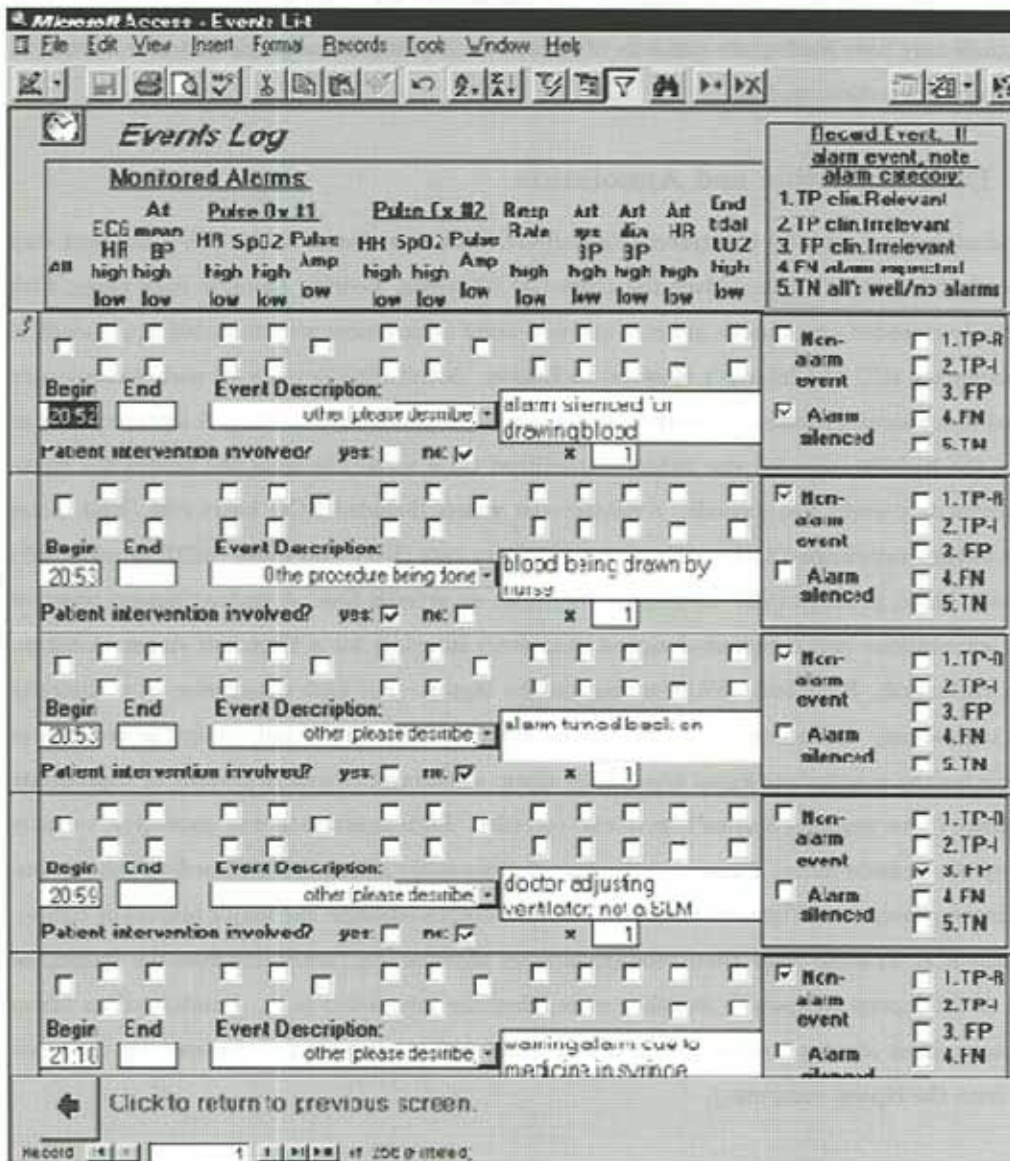 Microsoft Access - Events List
File Edit View Insert Format Records Tools Window Help
Events Log
Record Event. If
alarm event, note
alarm category:
1. TP clin. Relevant
2. TP clin. Irrelevant
3. FP clin. Irrelevant
4. FN alarm expected
5. TN all's well/no alarms
Monitored Alarms:
All
ECG HR high low
Art mean BP high low
Pulse Ox #1
HR high low
SpO2 high low
Pulse Amp low
Pulse Ox #2
HR high low
SpO2 high low
Pulse Amp low
Resp Rate high low
Art sys BP high low
Art dia BP high low
Art HR high low
End tidal CO2 high low
Begin End Event Description:
20:52 other (please describe)
alarm silenced for
drawing blood
Patient intervention involved? yes: no: x 1
Non-alarm event
Alarm silenced
1. TP-R
2. TP-I
3. FP
4. FN
5. TN
Begin End Event Description:
20:53 Othe procedure being done
blood being drawn by
nurse
Patient intervention involved? yes: no: x 1
Non-alarm event
Alarm silenced
1. TP-R
2. TP-I
3. FP
4. FN
5. TN
Begin End Event Description:
20:53 other please describe
alarm turned back on
Patient intervention involved? yes: no: x 1
Non-alarm event
Alarm silenced
1. TP-R
2. TP-I
3. FP
4. FN
5. TN
Begin End Event Description:
20:59 other please describe
doctor adjusting
ventilator; not a
Patient intervention involved? yes: no: x 1
Non-alarm event
Alarm silenced
1. TP-R
2. TP-I
3. FP
4. FN
5. TN
Begin End Event Description:
other please describe
warning alarm due to
medicine in syringe
Non-alarm event
Alarm
1. TP-R
2. TP-I
3. FP
4. FN
Click to return to previous screen.
Record 1 of